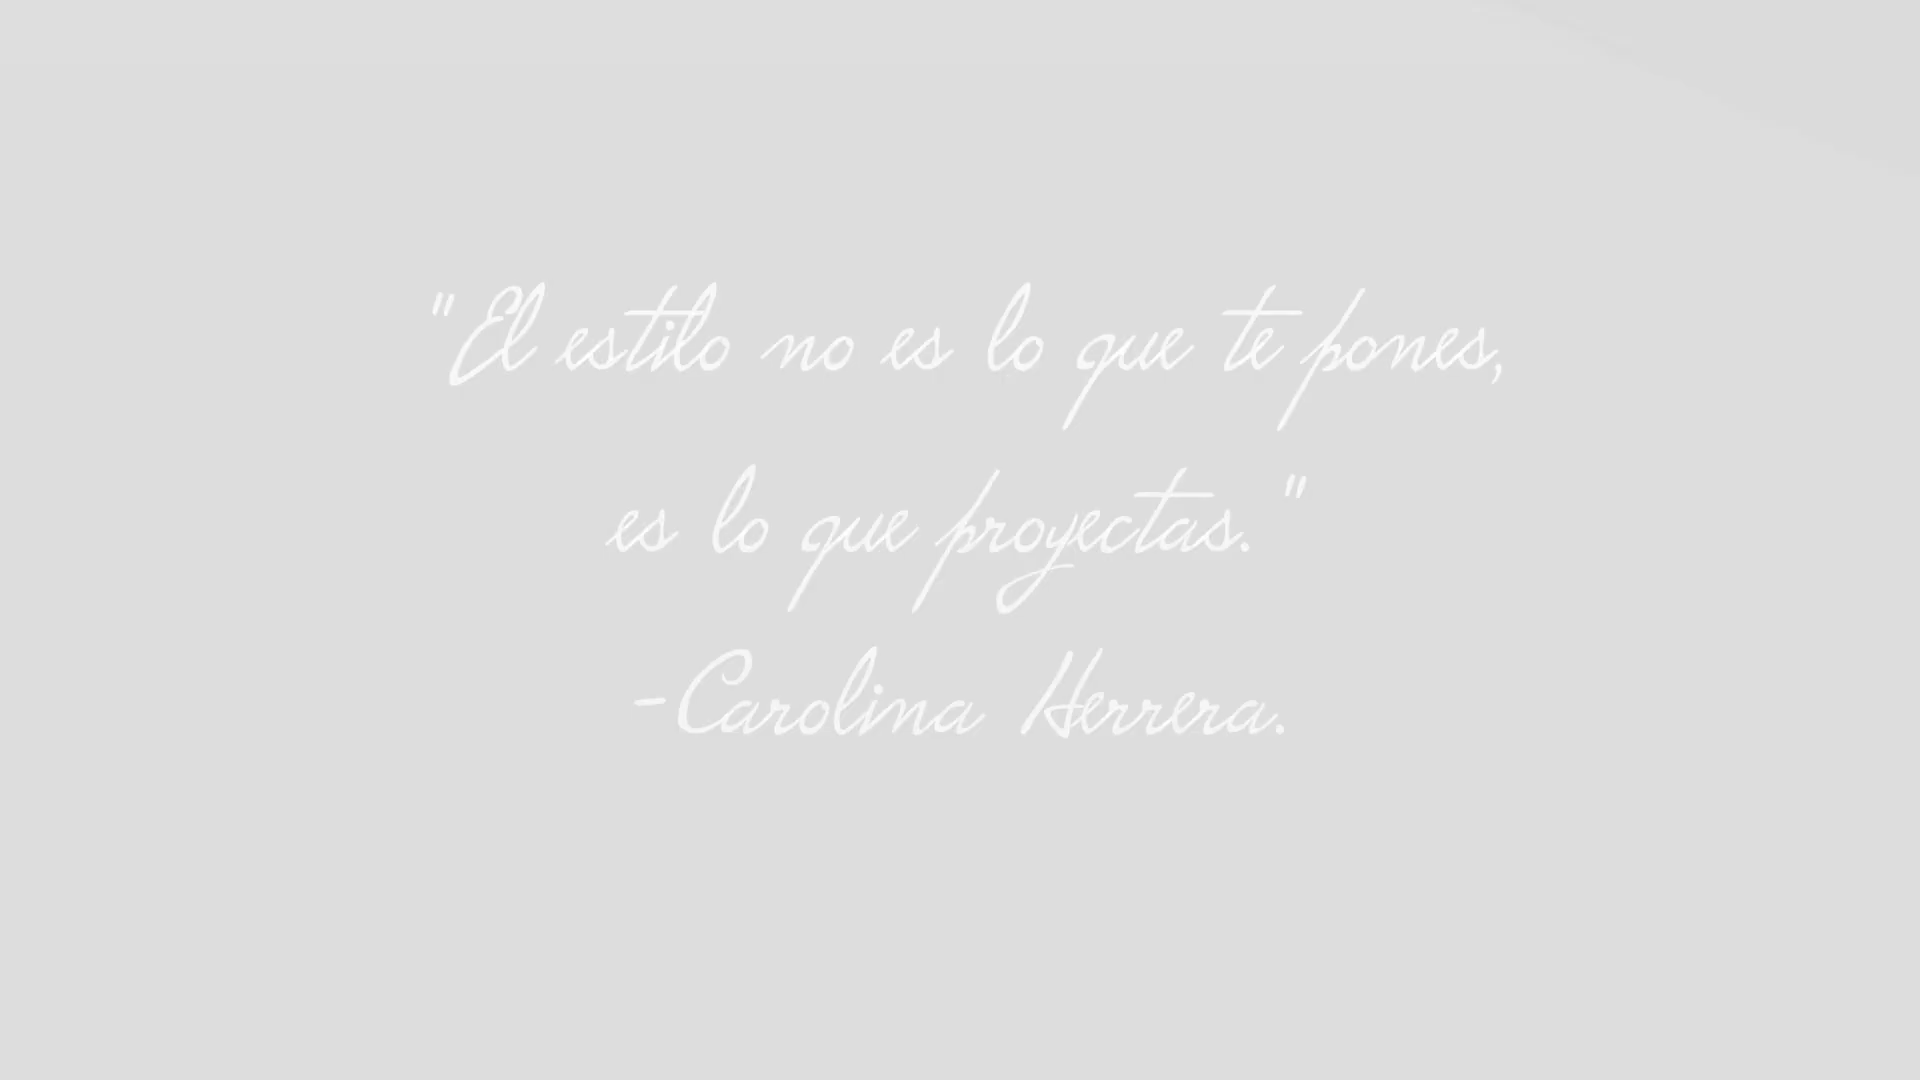 "El estilo no es lo que te pones,
es lo que proyectas."
-Carolina Herrera.